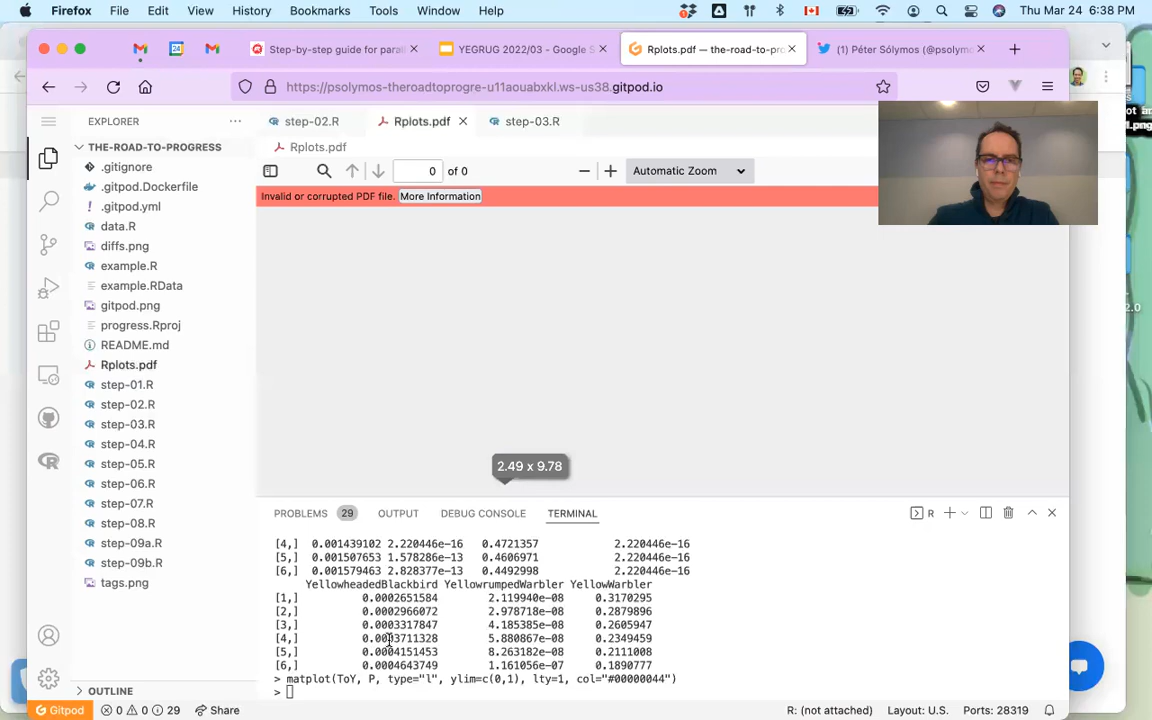 Firefox File Edit View History Bookmarks Tools Window Help Thu Mar 24 6:38 PM
Step-by-step guide for paral
YEGRUG 2022/03 - Google S
Rplots.pdf — the-road-to-pro
(1) Péter Sólymos (@psolym
https://psolymos-theroadtoprogre-u11aouabxkl.ws-us38.gitpod.io
EXPLORER
step-02.R
Rplots.pdf
step-03.R
THE-ROAD-TO-PROGRESS
Rplots.pdf
.gitignore
0 of 0
Automatic Zoom
.gitpod.Dockerfile
Invalid or corrupted PDF file. More Information
.gitpod.yml
data.R
diffs.png
example.R
example.RData
gitpod.png
progress.Rproj
README.md
Rplots.pdf
step-01.R
step-02.R
step-03.R
step-04.R
step-05.R
step-06.R
step-07.R
step-08.R
step-09a.R
step-09b.R
tags.png
2.49 x 9.78
PROBLEMS 29 OUTPUT DEBUG CONSOLE TERMINAL
R
[4,] 0.001439102 2.220446e-16 0.4721357 2.220446e-16
[5,] 0.001507653 1.578286e-13 0.4606971 2.220446e-16
[6,] 0.001579463 2.828377e-13 0.4492998 2.220446e-16
YellowheadedBlackbird YellowrumpedWarbler YellowWarbler
[1,] 0.0002651584 2.119940e-08 0.3170295
[2,] 0.0002966072 2.978718e-08 0.2879896
[3,] 0.0003317847 4.185385e-08 0.2605947
[4,] 0.0003711328 5.880867e-08 0.2349459
[5,] 0.0004151453 8.263182e-08 0.2111008
[6,] 0.0004643749 1.161056e-07 0.1890777
> matplot(ToY, P, type="l", ylim=c(0,1), lty=1, col="#00000044")
>
OUTLINE
Gitpod 0 0 29 Share
R: (not attached) Layout: U.S. Ports: 28319